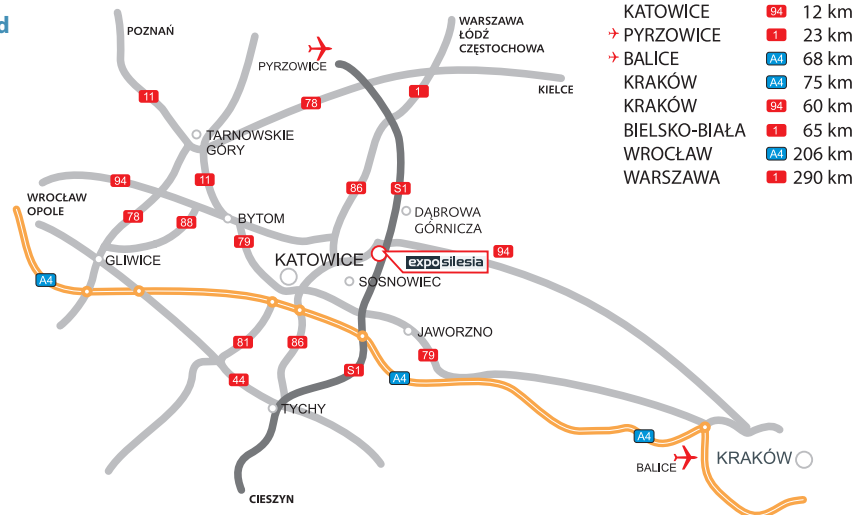 d
POZNAŃ
WARSZAWA
ŁÓDŹ
CZĘSTOCHOWA
PYRZOWICE
KIELCE
11
78
1
TARNOWSKIE
GÓRY
94
11
86
S1
WROCŁAW
OPOLE
78
88
BYTOM
DĄBROWA
GÓRNICZA
79
GLIWICE
KATOWICE
exposilesia
94
A4
SOSNOWIEC
81
86
JAWORZNO
79
44
S1
A4
TYCHY
A4
BALICE
KRAKÓW
CIESZYN
KATOWICE 94 12 km
PYRZOWICE 1 23 km
BALICE A4 68 km
KRAKÓW A4 75 km
KRAKÓW 94 60 km
BIELSKO-BIAŁA 1 65 km
WROCŁAW A4 206 km
WARSZAWA 1 290 km